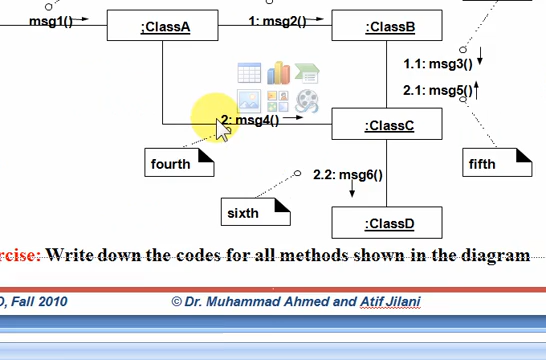 msg1()
:ClassA
1: msg2()
:ClassB
1.1: msg3()
2.1: msg5()
2: msg4()
:ClassC
fourth
fifth
2.2: msg6()
sixth
:ClassD
rcise: Write down the codes for all methods shown in the diagram
D, Fall 2010
© Dr. Muhammad Ahmed and Atif Jilani